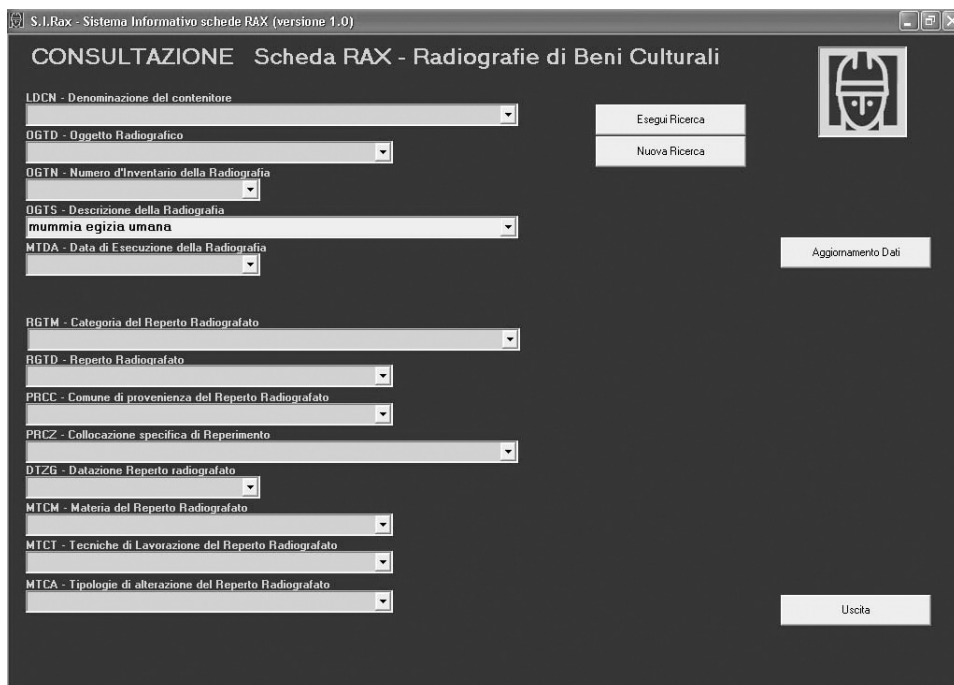 S.I.Rax - Sistema Informativo schede RAX (versione 1.0)
CONSULTAZIONE Scheda RAX - Radiografie di Beni Culturali
LDCN - Denominazione del contenitore
Esegui Ricerca
OGTD - Oggetto Radiografico
Nuova Ricerca
OGTN - Numero d'Inventario della Radiografia
OGTS - Descrizione della Radiografia
mummia egizia umana
MTDA - Data di Esecuzione della Radiografia
Aggiornamento Dati
RGTM - Categoria del Reperto Radiografato
RGTD - Reperto Radiografato
PRCC - Comune di provenienza del Reperto Radiografato
PRCZ - Collocazione specifica di Reperimento
DTZG - Datazione Reperto radiografato
MTCM - Materia del Reperto Radiografato
MTCT - Tecniche di Lavorazione del Reperto Radiografato
MTCA - Tipologie di alterazione del Reperto Radiografato
Uscita